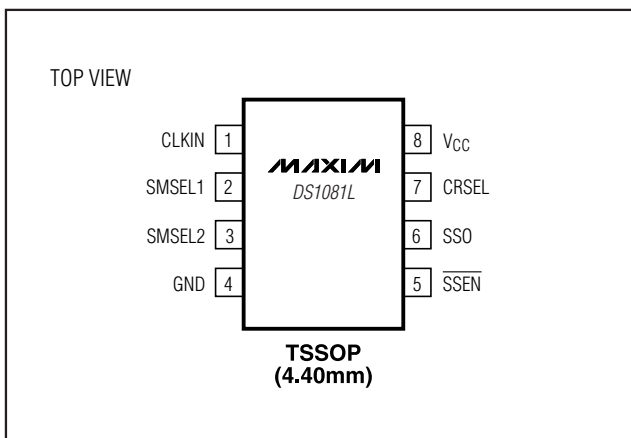 TOP VIEW
CLKIN 1
SMSEL1 2
SMSEL2 3
GND 4
MAXIM
DS1081L
8 VCC
7 CRSEL
6 SSO
5 SSEN
TSSOP
(4.40mm)